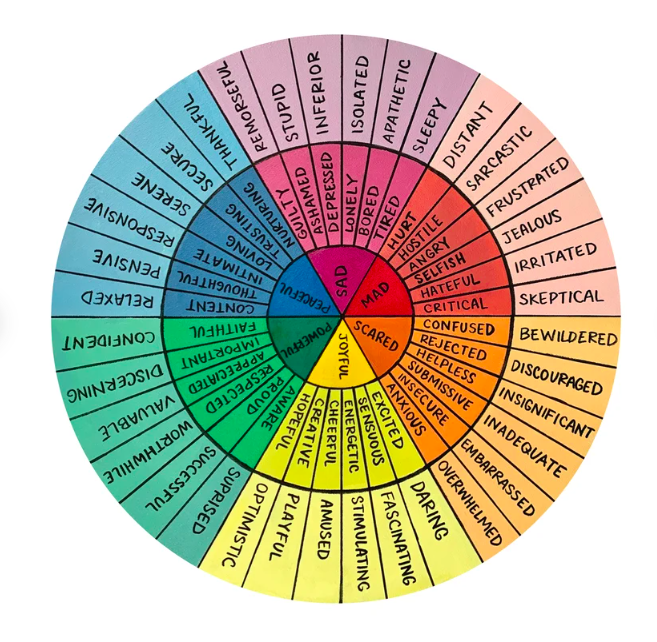 SAD
MAD
SCARED
JOYFUL
POWERFUL
PEACEFUL
GUILTY
ASHAMED
DEPRESSED
LONELY
BORED
TIRED
HURT
HOSTILE
ANGRY
SELFISH
HATEFUL
CRITICAL
CONFUSED
REJECTED
HELPLESS
SUBMISSIVE
INSECURE
ANXIOUS
EXCITED
SENSUOUS
ENERGETIC
CHEERFUL
CREATIVE
HOPEFUL
AWARE
PROUD
RESPECTED
APPRECIATED
IMPORTANT
FAITHFUL
CONTENT
THOUGHTFUL
INTIMATE
LOVING
TRUSTING
NURTURING
REMORSEFUL
STUPID
INFERIOR
ISOLATED
APATHETIC
SLEEPY
DISTANT
SARCASTIC
FRUSTRATED
JEALOUS
IRRITATED
SKEPTICAL
BEWILDERED
DISCOURAGED
INSIGNIFICANT
INADEQUATE
EMBARRASSED
OVERWHELMED
DARING
FASCINATING
STIMULATING
AMUSED
PLAYFUL
OPTIMISTIC
SUPRISED
SUCCESSFUL
WORTHWHILE
VALUABLE
DISCERNING
CONFIDENT
RELAXED
PENSIVE
RESPONSIVE
SERENE
SECURE
THANKFUL